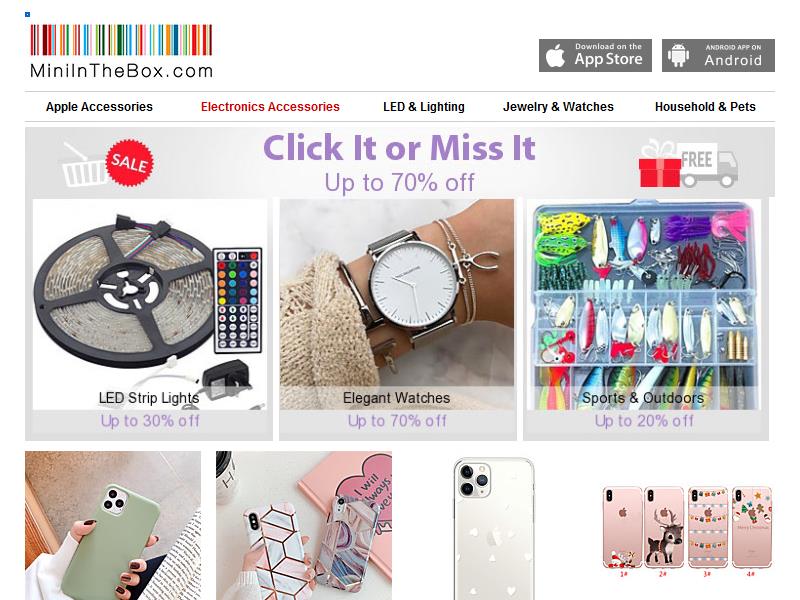 MiniInTheBox.com
Download on the
App Store
ANDROID APP ON
Android
Apple Accessories
Electronics Accessories
LED & Lighting
Jewelry & Watches
Household & Pets
SALE
Click It or Miss It
Up to 70% off
FREE
LED Strip Lights
Up to 30% off
Elegant Watches
Up to 70% off
Sports & Outdoors
Up to 20% off
I will
always
you
Merry Christmas
1#
2#
3#
4#